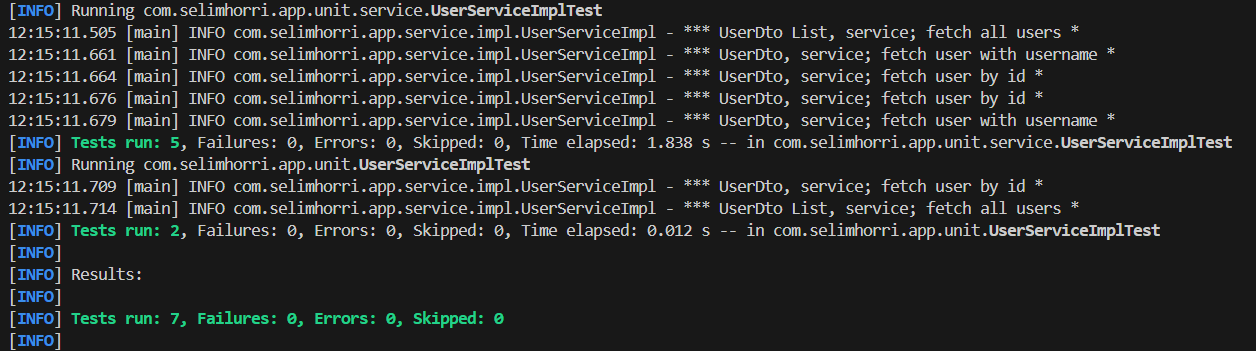 [INFO] Running com.selimhorri.app.unit.service.UserServiceImplTest
12:15:11.505 [main] INFO com.selimhorri.app.service.impl.UserServiceImpl - *** UserDto List, service; fetch all users *
12:15:11.661 [main] INFO com.selimhorri.app.service.impl.UserServiceImpl - *** UserDto, service; fetch user with username *
12:15:11.664 [main] INFO com.selimhorri.app.service.impl.UserServiceImpl - *** UserDto, service; fetch user by id *
12:15:11.676 [main] INFO com.selimhorri.app.service.impl.UserServiceImpl - *** UserDto, service; fetch user by id *
12:15:11.679 [main] INFO com.selimhorri.app.service.impl.UserServiceImpl - *** UserDto, service; fetch user with username *
[INFO] Tests run: 5, Failures: 0, Errors: 0, Skipped: 0, Time elapsed: 1.838 s -- in com.selimhorri.app.unit.service.UserServiceImplTest
[INFO] Running com.selimhorri.app.unit.UserServiceImplTest
12:15:11.709 [main] INFO com.selimhorri.app.service.impl.UserServiceImpl - *** UserDto, service; fetch user by id *
12:15:11.714 [main] INFO com.selimhorri.app.service.impl.UserServiceImpl - *** UserDto List, service; fetch all users *
[INFO] Tests run: 2, Failures: 0, Errors: 0, Skipped: 0, Time elapsed: 0.012 s -- in com.selimhorri.app.unit.UserServiceImplTest
[INFO]
[INFO] Results:
[INFO]
[INFO] Tests run: 7, Failures: 0, Errors: 0, Skipped: 0
[INFO]